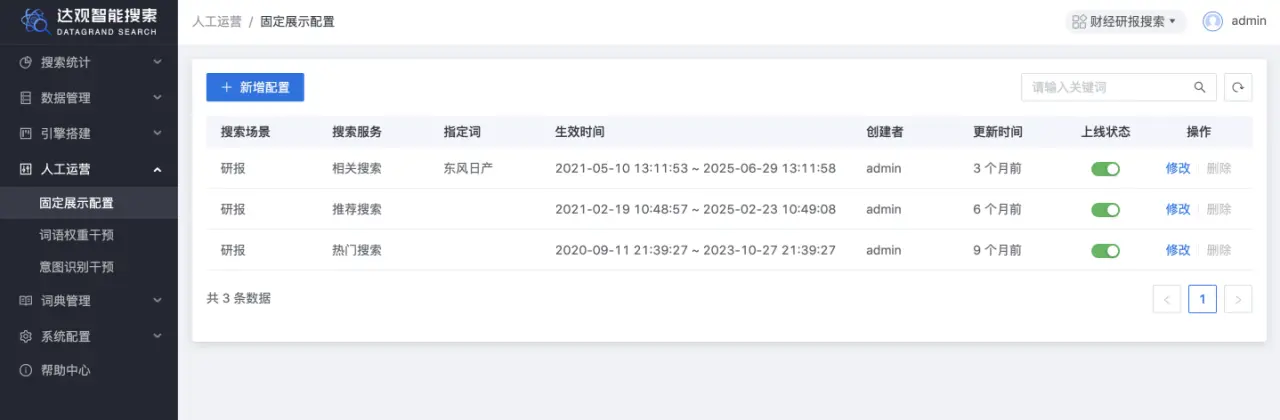 达观智能搜索
DATAGRAND SEARCH
搜索统计
数据管理
引擎搭建
人工运营
固定展示配置
词语权重干预
意图识别干预
词典管理
系统配置
帮助中心
人工运营 / 固定展示配置
财经研报搜索 admin
+ 新增配置 请输入关键词
搜索场景 搜索服务 指定词 生效时间 创建者 更新时间 上线状态 操作
研报 相关搜索 东风日产 2021-05-10 13:11:53 ~ 2025-06-29 13:11:58 admin 3 个月前 修改 删除
研报 推荐搜索 2021-02-19 10:48:57 ~ 2025-02-23 10:49:08 admin 6 个月前 修改 删除
研报 热门搜索 2020-09-11 21:39:27 ~ 2023-10-27 21:39:27 admin 9 个月前 修改 删除
共 3 条数据 < 1 >